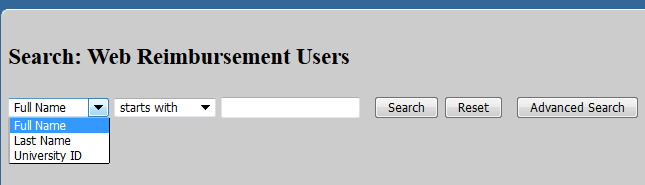 Search: Web Reimbursement Users
Full Name starts with Search Reset Advanced Search
Full Name
Last Name
University ID